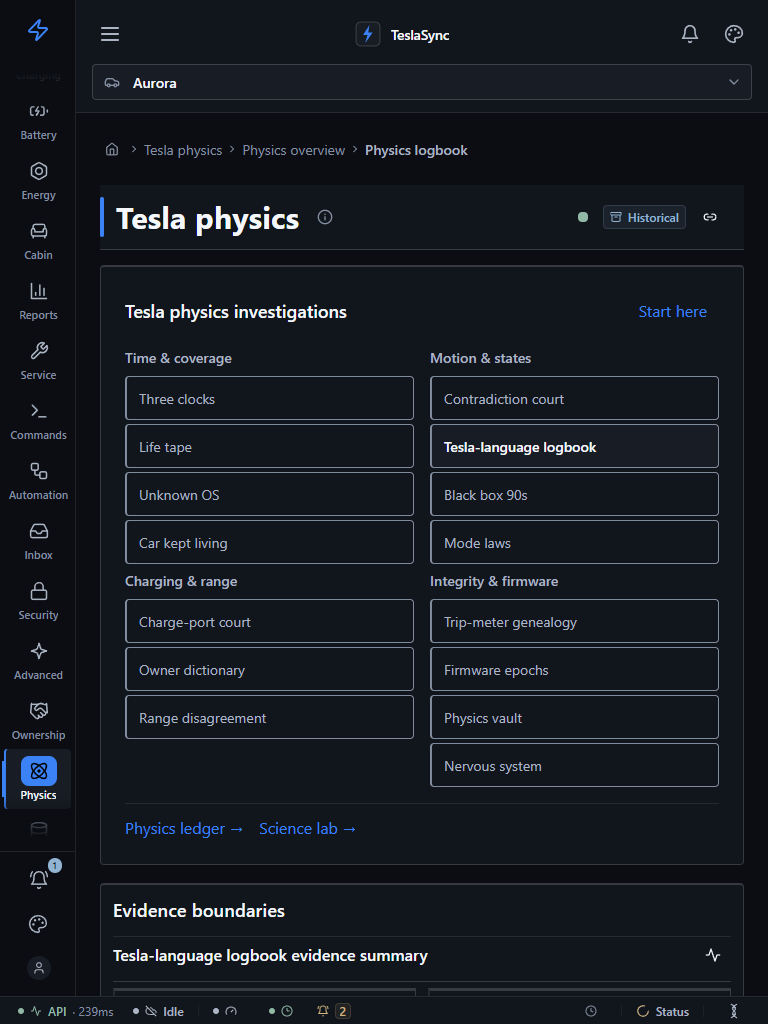 TeslaSync
Aurora
Charging
Battery
Energy
Cabin
Reports
Service
Commands
Automation
Inbox
Security
Advanced
Ownership
Physics
1
Tesla physics > Physics overview > Physics logbook
Tesla physics
Historical
Tesla physics investigations
Start here
Time & coverage
Three clocks
Life tape
Unknown OS
Car kept living
Motion & states
Contradiction court
Tesla-language logbook
Black box 90s
Mode laws
Charging & range
Charge-port court
Owner dictionary
Range disagreement
Integrity & firmware
Trip-meter genealogy
Firmware epochs
Physics vault
Nervous system
Physics ledger → Science lab →
Evidence boundaries
Tesla-language logbook evidence summary
API · 239ms Idle 2 Status